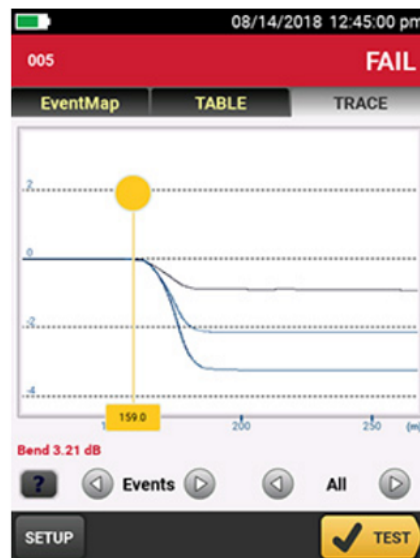 08/14/2018 12:45:00 pm
005 FAIL
EventMap TABLE TRACE
2
0
-2
-4
159.0
200 250 (m)
Bend 3.21 dB
? Events All
SETUP TEST